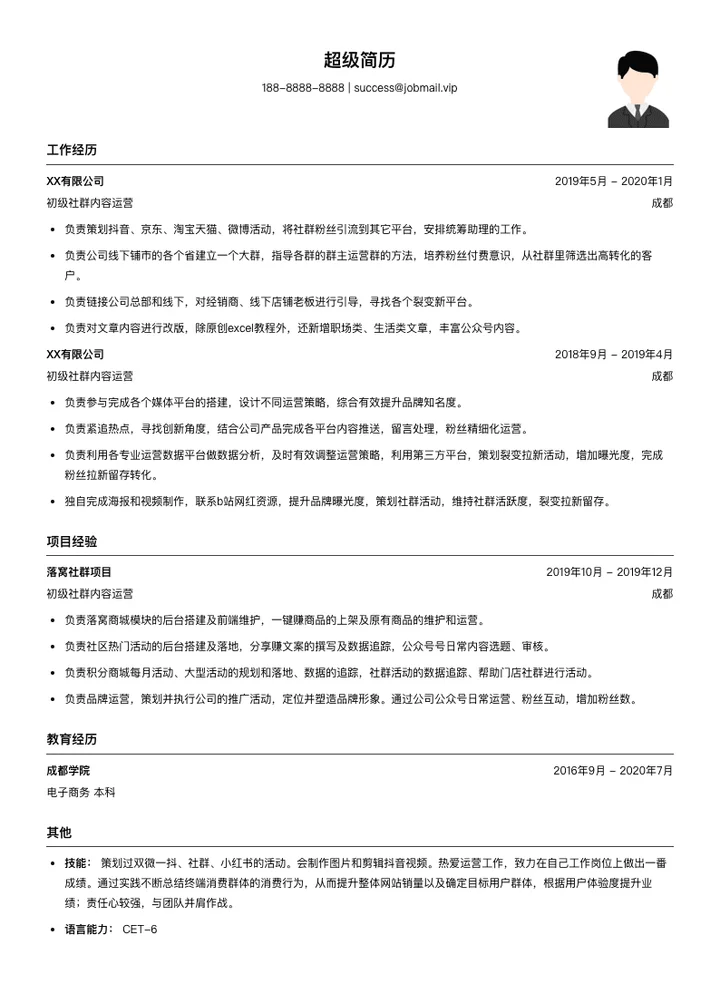 超级简历
188-8888-8888 | success@jobmail.vip
工作经历
XX有限公司 2019年5月 – 2020年1月
初级社群内容运营 成都
• 负责策划抖音、京东、淘宝天猫、微博活动，将社群粉丝引流到其它平台，安排统筹助理的工作。
• 负责公司线下铺市的各个省建立一个大群，指导各群的群主运营群的方法，培养粉丝付费意识，从社群里筛选出高转化的客
户。
• 负责链接公司总部和线下，对经销商、线下店铺老板进行引导，寻找各个裂变新平台。
• 负责对文章内容进行改版，除原创excel教程外，还新增职场类、生活类文章，丰富公众号内容。
XX有限公司 2018年9月 – 2019年4月
初级社群内容运营 成都
• 负责参与完成各个媒体平台的搭建，设计不同运营策略，综合有效提升品牌知名度。
• 负责紧追热点，寻找创新角度，结合公司产品完成各平台内容推送，留言处理，粉丝精细化运营。
• 负责利用各专业运营数据平台做数据分析，及时有效调整运营策略，利用第三方平台，策划裂变拉新活动，增加曝光度，完成
粉丝拉新留存转化。
• 独自完成海报和视频制作，联系b站网红资源，提升品牌曝光度，策划社群活动，维持社群活跃度，裂变拉新留存。
项目经验
落窝社群项目 2019年10月 – 2019年12月
初级社群内容运营 成都
• 负责落窝商城模块的后台搭建及前端维护，一键赚商品的上架及原有商品的维护和运营。
• 负责社区热门活动的后台搭建及落地，分享赚文案的撰写及数据追踪，公众号号日常内容选题、审核。
• 负责积分商城每月活动、大型活动的规划和落地、数据的追踪，社群活动的数据追踪、帮助门店社群进行活动。
• 负责品牌运营，策划并执行公司的推广活动，定位并塑造品牌形象。通过公司公众号日常运营、粉丝互动，增加粉丝数。
教育经历
成都学院 2016年9月 – 2020年7月
电子商务 本科
其他
• 技能： 策划过双微一抖、社群、小红书的活动。会制作图片和剪辑抖音视频。热爱运营工作，致力在自己工作岗位上做出一番
成绩。通过实践不断总结终端消费群体的消费行为，从而提升整体网站销量以及确定目标用户群体，根据用户体验度提升业
绩；责任心较强，与团队并肩作战。
• 语言能力： CET-6